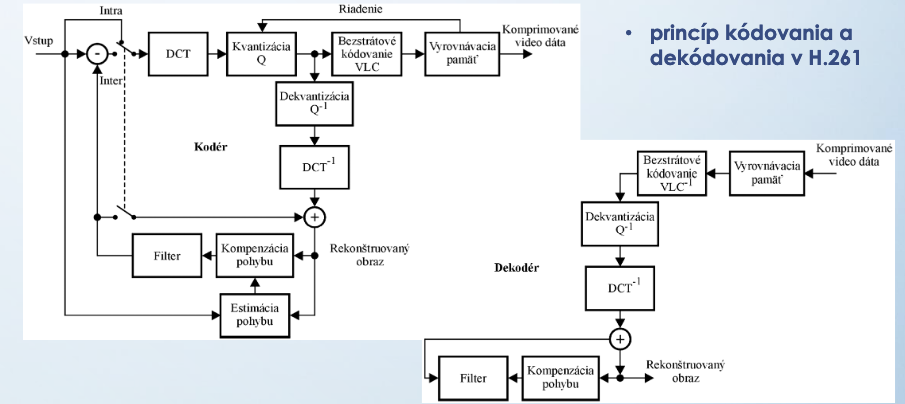 • princíp kódovania a
dekódovania v H.261
Riadenie
Intra
Vstup
-
Inter
DCT
Kvantizácia
Q
Bezstrátové
kódovanie
VLC
Vyrovnávacia
pamäť
Komprimované
video dáta
Dekvantizácia
Q-1
Kodér
DCT-1
+
Filter
Kompenzácia
pohybu
Rekonštruovaný
obraz
Estimácia
pohybu
Komprimované
video dáta
Bezstrátové
kódovanie
VLC-1
Vyrovnávacia
pamäť
Dekvantizácia
Q-1
Dekodér
DCT-1
+
Filter
Kompenzácia
pohybu
Rekonštruovaný
obraz